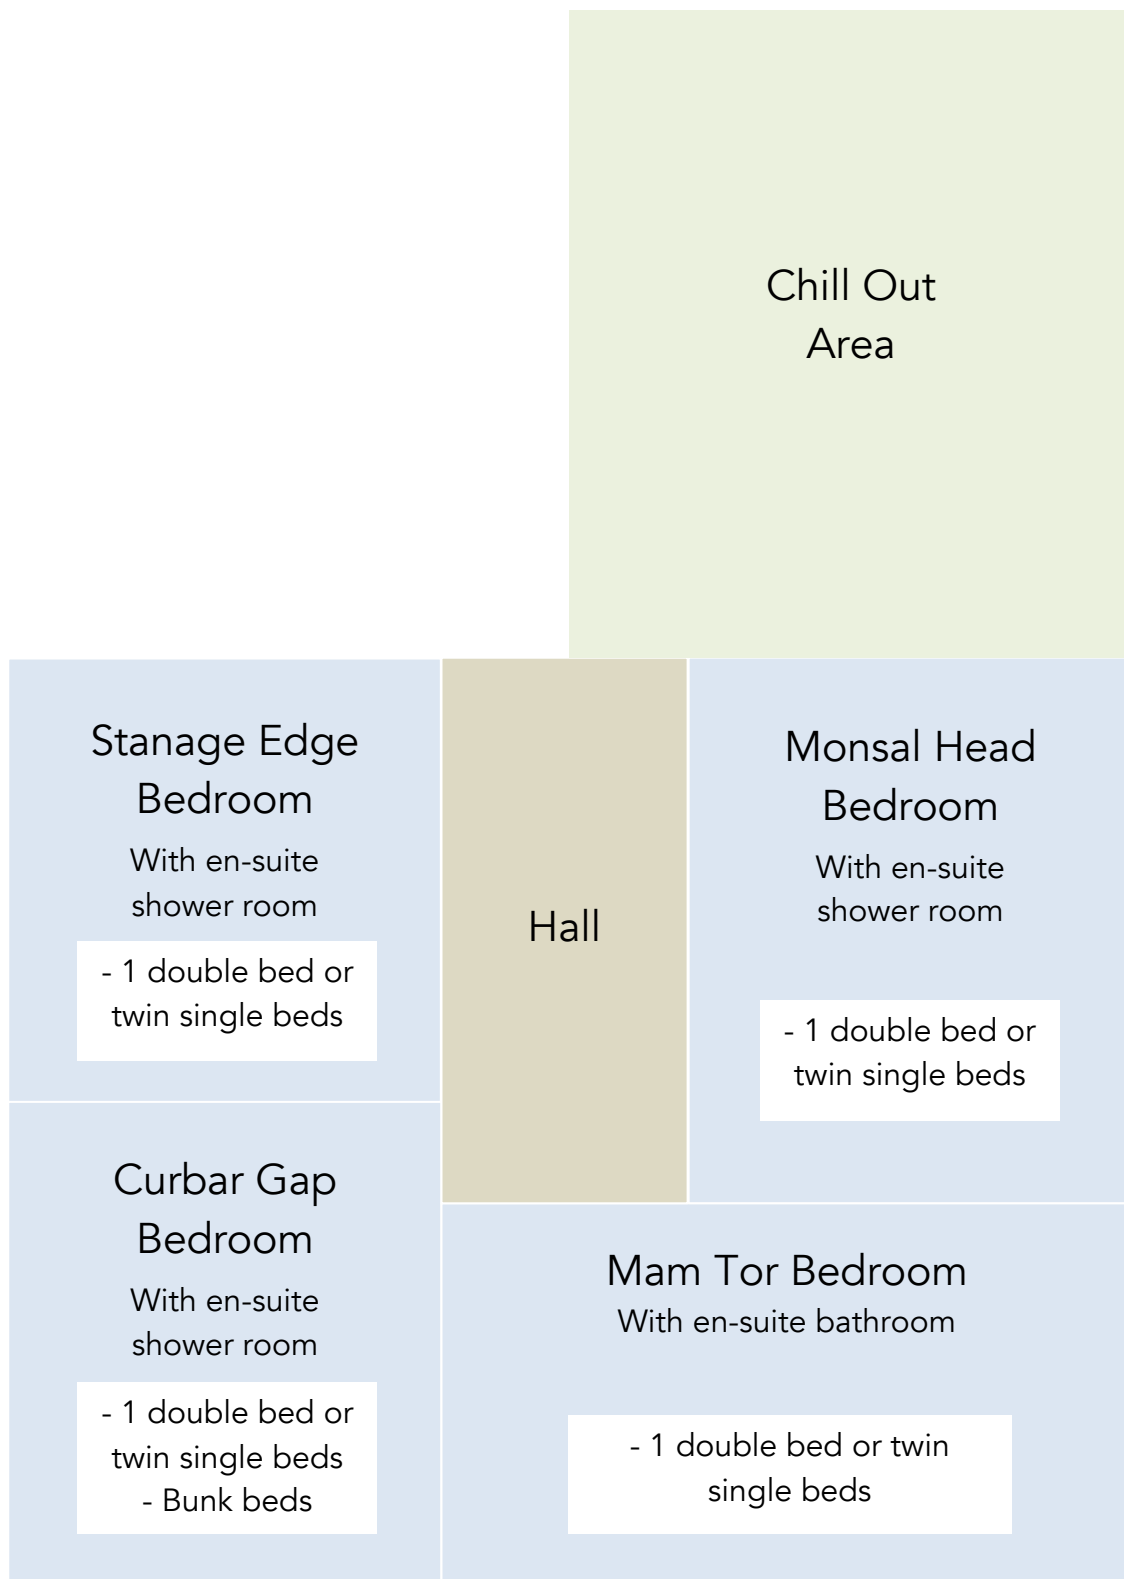 Chill Out
Area
Stanage Edge
Bedroom
With en-suite
shower room
- 1 double bed or
twin single beds
Hall
Monsal Head
Bedroom
With en-suite
shower room
- 1 double bed or
twin single beds
Curbar Gap
Bedroom
With en-suite
shower room
- 1 double bed or
twin single beds
- Bunk beds
Mam Tor Bedroom
With en-suite bathroom
- 1 double bed or twin
single beds